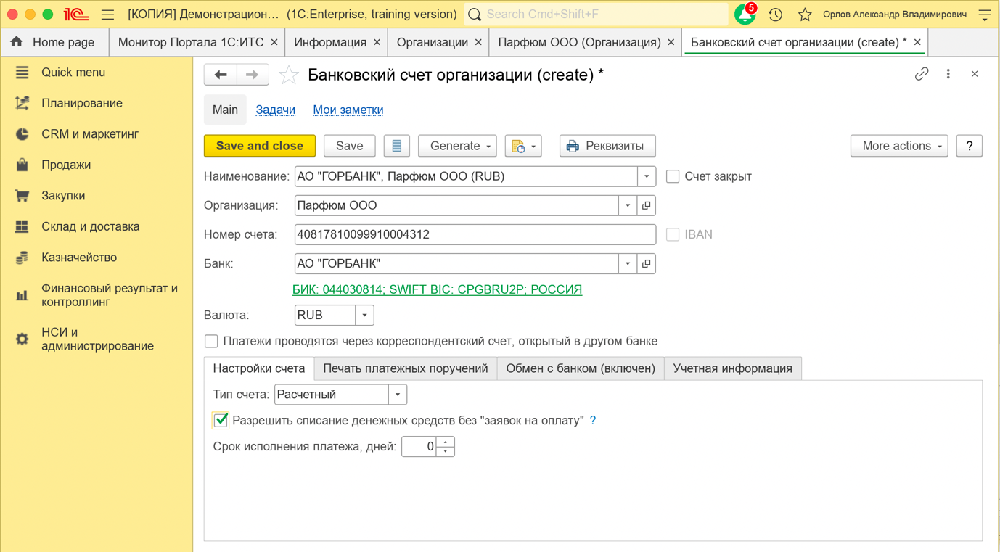 1С [КОПИЯ] Демонстрацион... (1C:Enterprise, training version) Search Cmd+Shift+F 5 Орлов Александр Владимирович
Home page Монитор Портала 1С:ИТС Информация Организации Парфюм ООО (Организация) Банковский счет организации (create) *
Quick menu
Планирование
CRM и маркетинг
Продажи
Закупки
Склад и доставка
Казначейство
Финансовый результат и
контроллинг
НСИ и
администрирование
Банковский счет организации (create) *
Main Задачи Мои заметки
Save and close Save Generate Реквизиты More actions ?
Наименование: АО "ГОРБАНК", Парфюм ООО (RUB) Счет закрыт
Организация: Парфюм ООО
Номер счета: 40817810099910004312 IBAN
Банк: АО "ГОРБАНК"
БИК: 044030814; SWIFT BIC: CPGBRU2P; РОССИЯ
Валюта: RUB
Платежи проводятся через корреспондентский счет, открытый в другом банке
Настройки счета Печать платежных поручений Обмен с банком (включен) Учетная информация
Тип счета: Расчетный
Разрешить списание денежных средств без "заявок на оплату" ?
Срок исполнения платежа, дней: 0